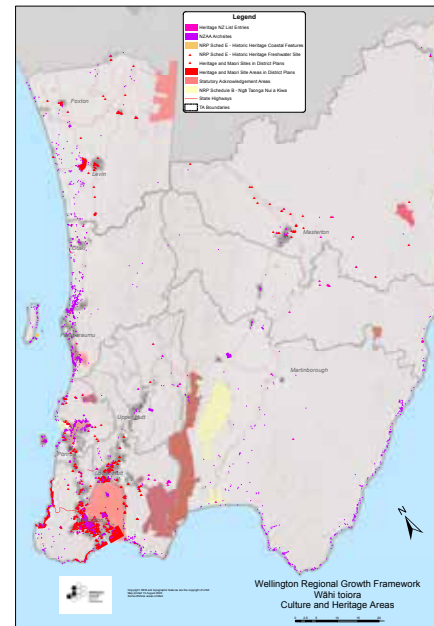 Legend
Heritage NZ List Entries
NZAA Archsites
NRP Sched E - Historic Heritage Coastal Features
NRP Sched E - Historic Heritage Freshwater Site
Heritage and Maori Sites in District Plans
Heritage and Maori Site Areas in District Plans
Statutory Acknowledgement Areas
NRP Schedule B - Ngā Taonga Nui a Kiwa
State Highways
TA Boundaries
Foxton
Levin
Masterton
Martinborough
Upper Hutt
N
Wellington Regional Growth Framework
Wāhi toiora
Culture and Heritage Areas